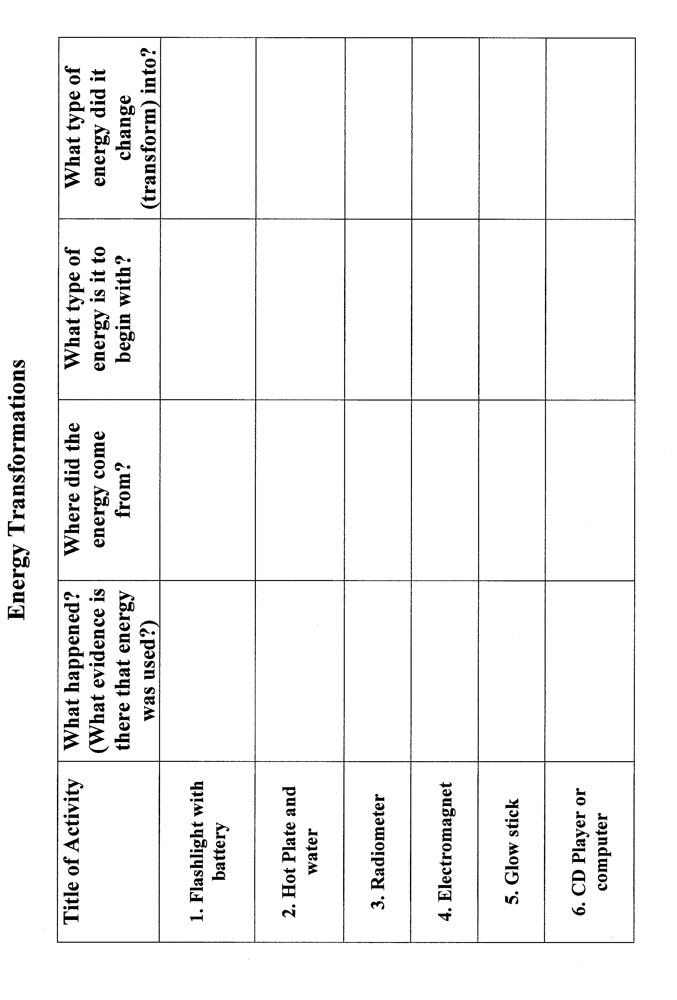 Energy Transformations
Title of Activity
What happened?
(What evidence is
there that energy
was used?)
Where did the
energy come
from?
What type of
energy is it to
begin with?
What type of
energy did it
change
(transform) into?
1. Flashlight with
battery
2. Hot Plate and
water
3. Radiometer
4. Electromagnet
5. Glow stick
6. CD Player or
computer